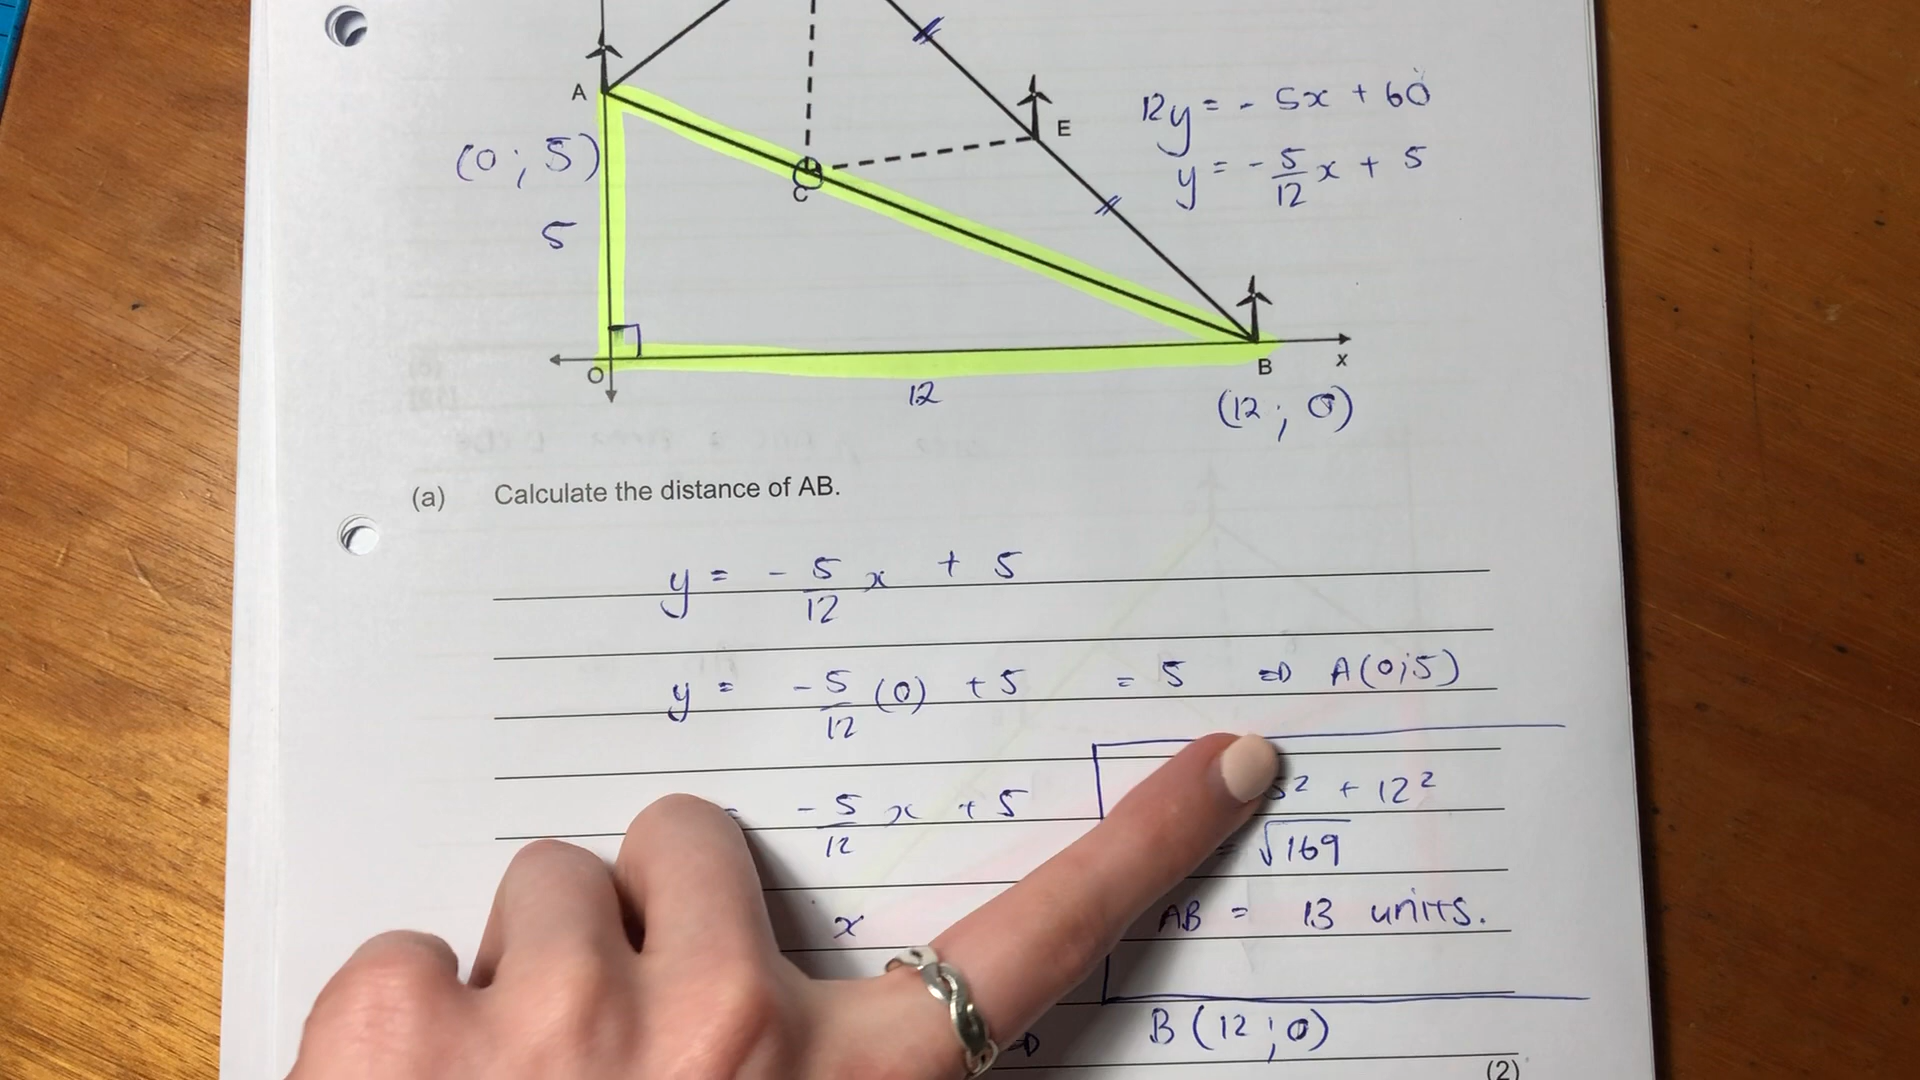 A
(0 ; 5)
5
C
E
12y = - 5x + 60
y = - 5/12 x + 5
O
12
B
x
(12 ; 0)
(a) Calculate the distance of AB.
y = - 5/12 x + 5
y = - 5/12 (0) + 5 = 5 ⇒ A(0;5)
= - 5/12 x + 5
5² + 12²
= √169
x
AB = 13 units.
⇒ B (12 ; 0)
(2)